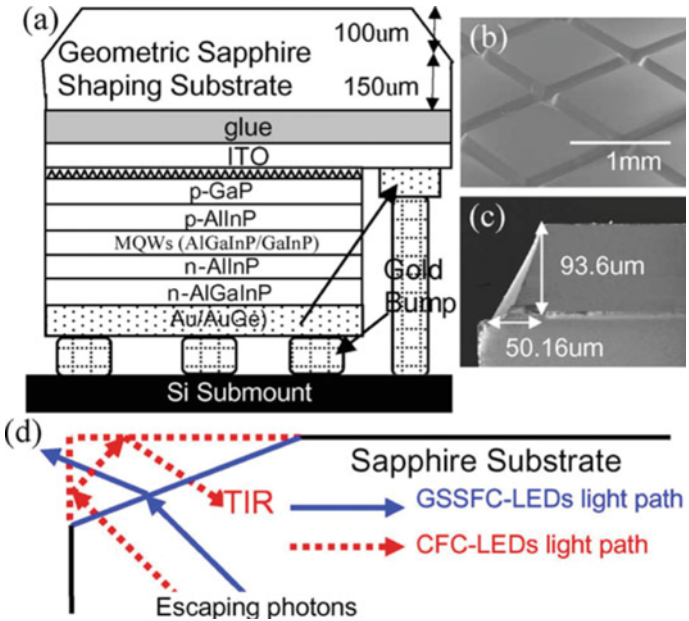 (a)
100um
Geometric Sapphire
Shaping Substrate
150um
glue
ITO
p-GaP
p-AlInP
MQWs (AlGaInP/GaInP)
n-AlInP
n-AlGaInP
Au/AuGe)
Gold
Bump
Si Submount
(b)
1mm
(c)
93.6um
50.16um
(d)
Sapphire Substrate
TIR
GSSFC-LEDs light path
CFC-LEDs light path
Escaping photons